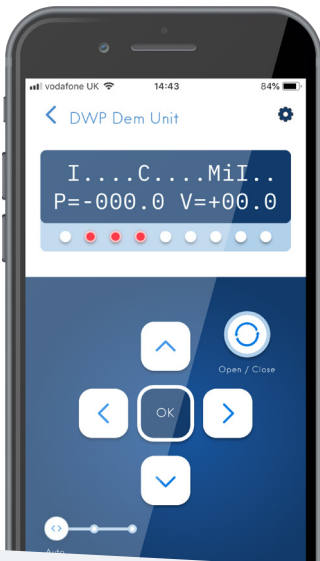 vodafone UK 14:43 84%
DWP Dem Unit
I....C....MiI..
P=-000.0 V=+00.0
Open / Close
OK
Auto